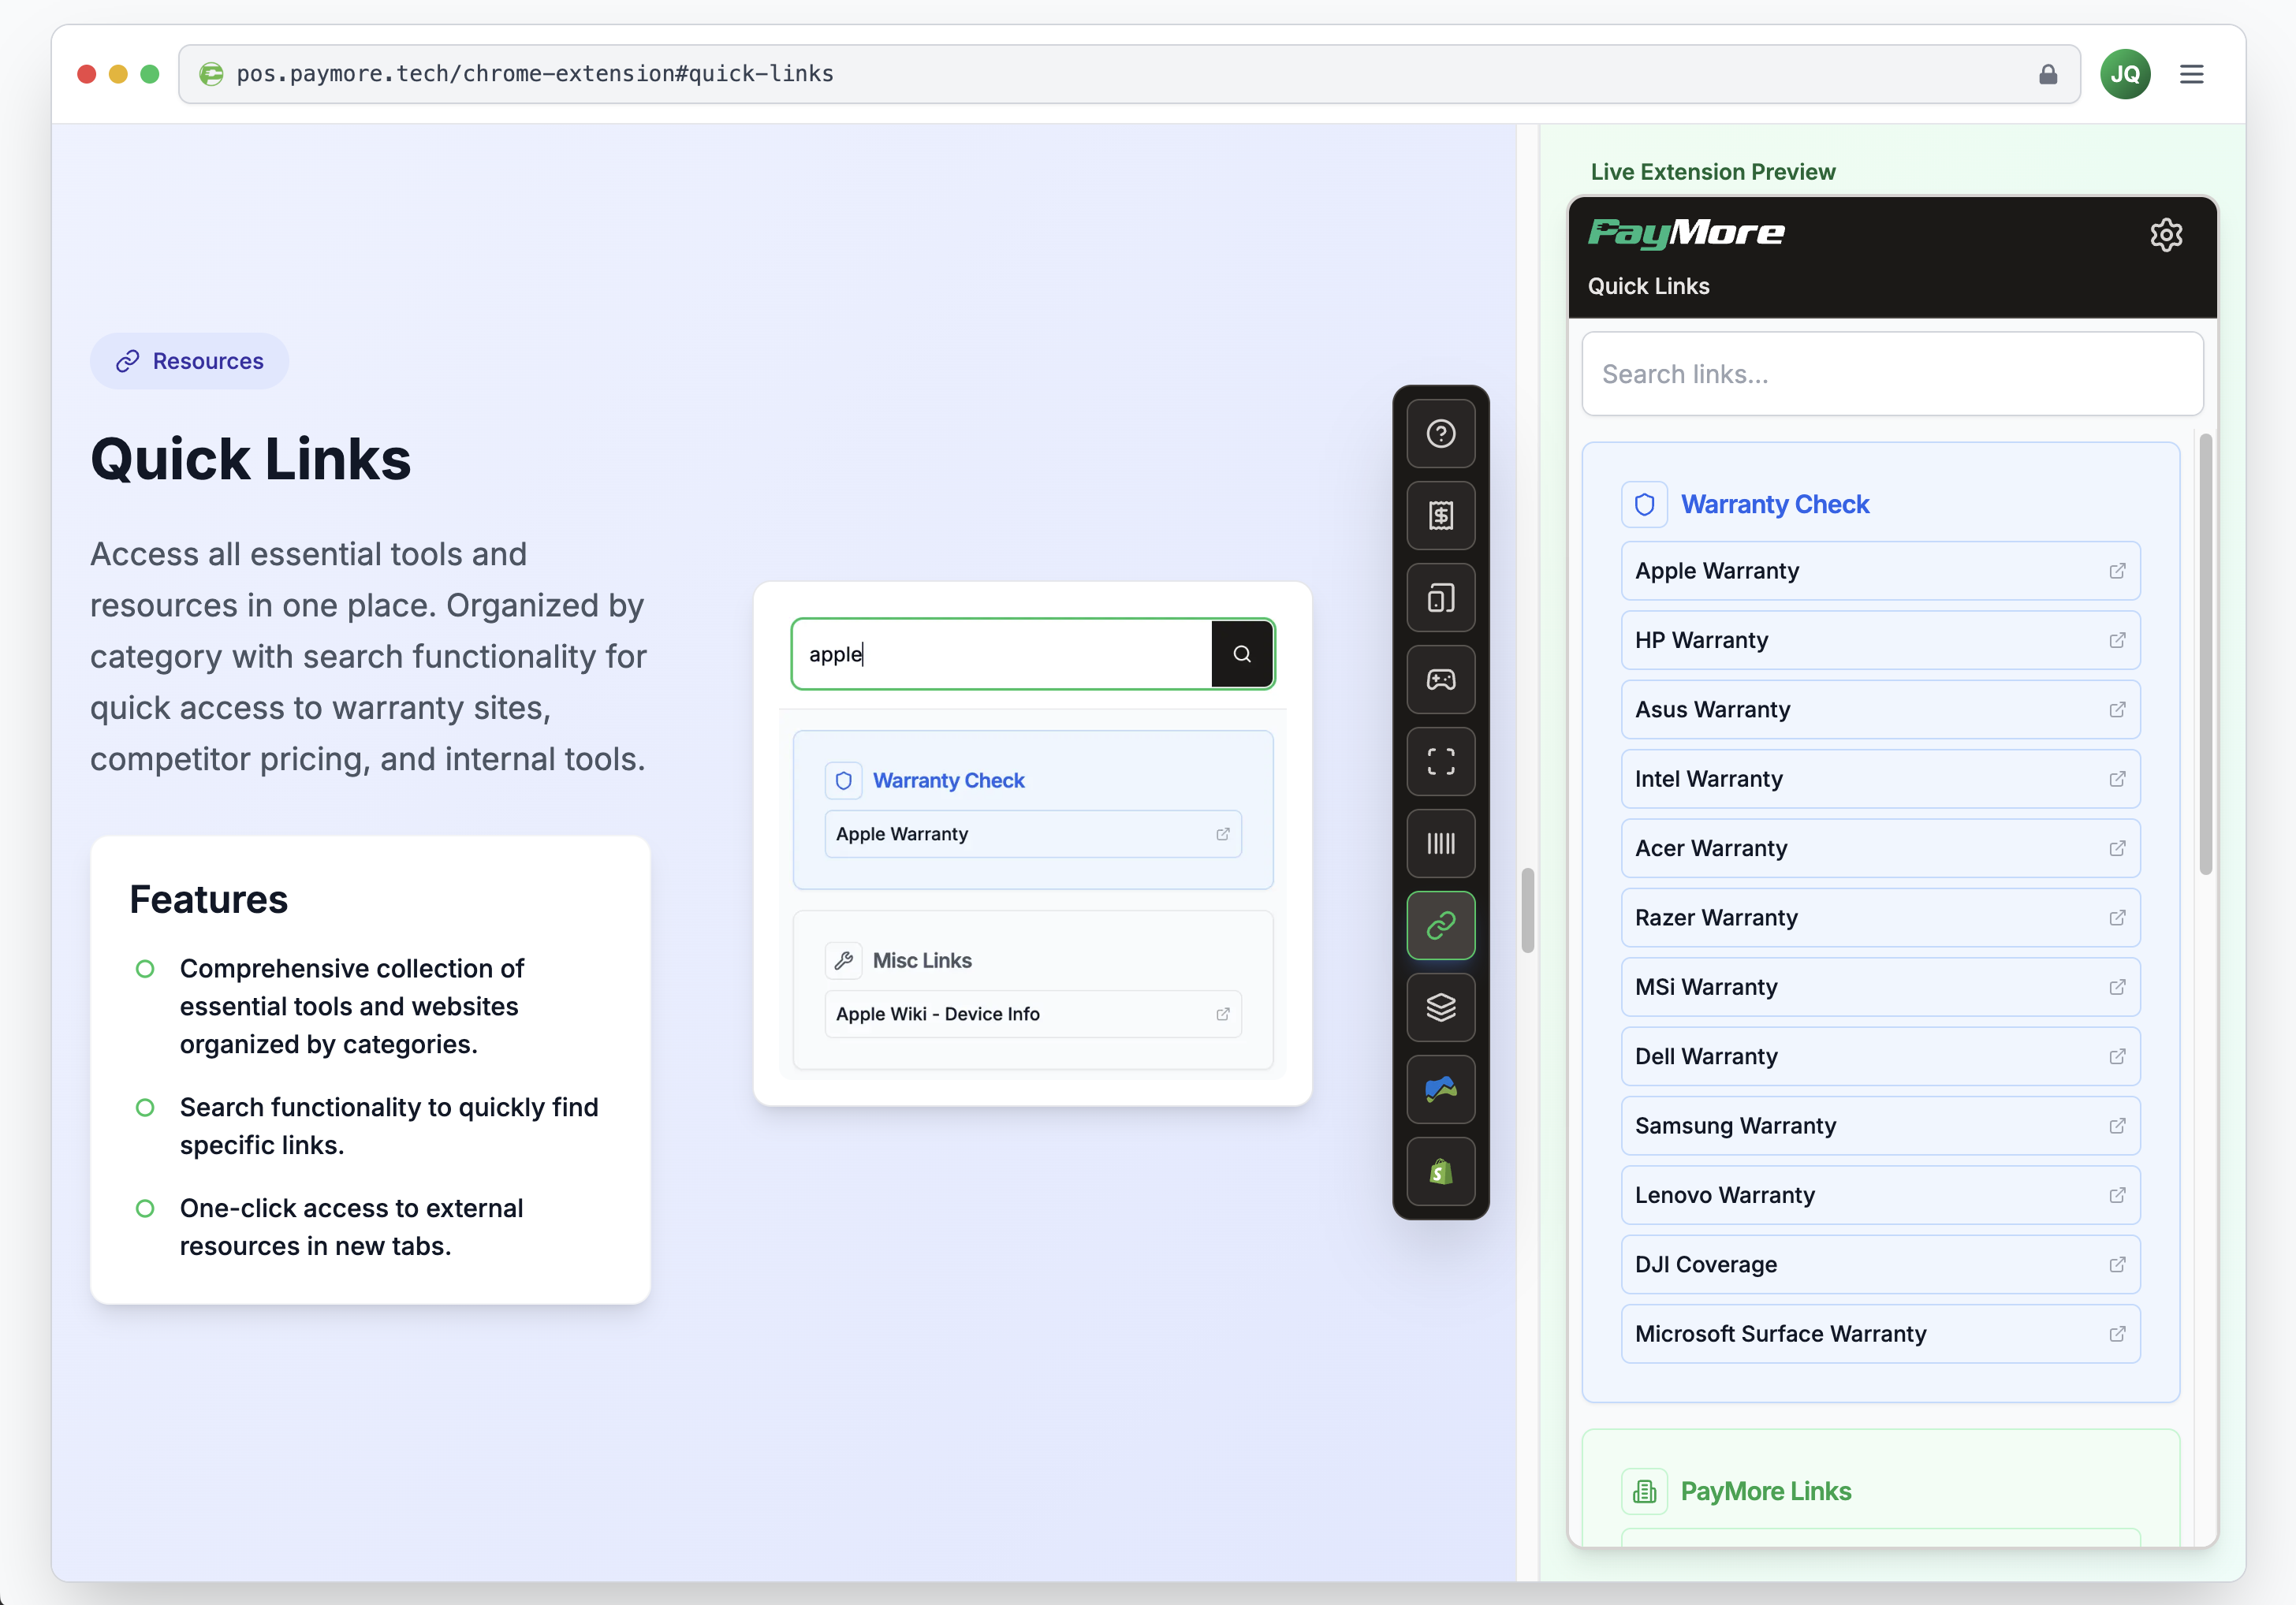 pos.paymore.tech/chrome-extension#quick-links
JQ
Resources
Quick Links
Access all essential tools and
resources in one place. Organized by
category with search functionality for
quick access to warranty sites,
competitor pricing, and internal tools.
Features
Comprehensive collection of
essential tools and websites
organized by categories.
Search functionality to quickly find
specific links.
One-click access to external
resources in new tabs.
apple
Warranty Check
Apple Warranty
Misc Links
Apple Wiki - Device Info
Live Extension Preview
PayMore
Quick Links
Search links...
Warranty Check
Apple Warranty
HP Warranty
Asus Warranty
Intel Warranty
Acer Warranty
Razer Warranty
MSi Warranty
Dell Warranty
Samsung Warranty
Lenovo Warranty
DJI Coverage
Microsoft Surface Warranty
PayMore Links